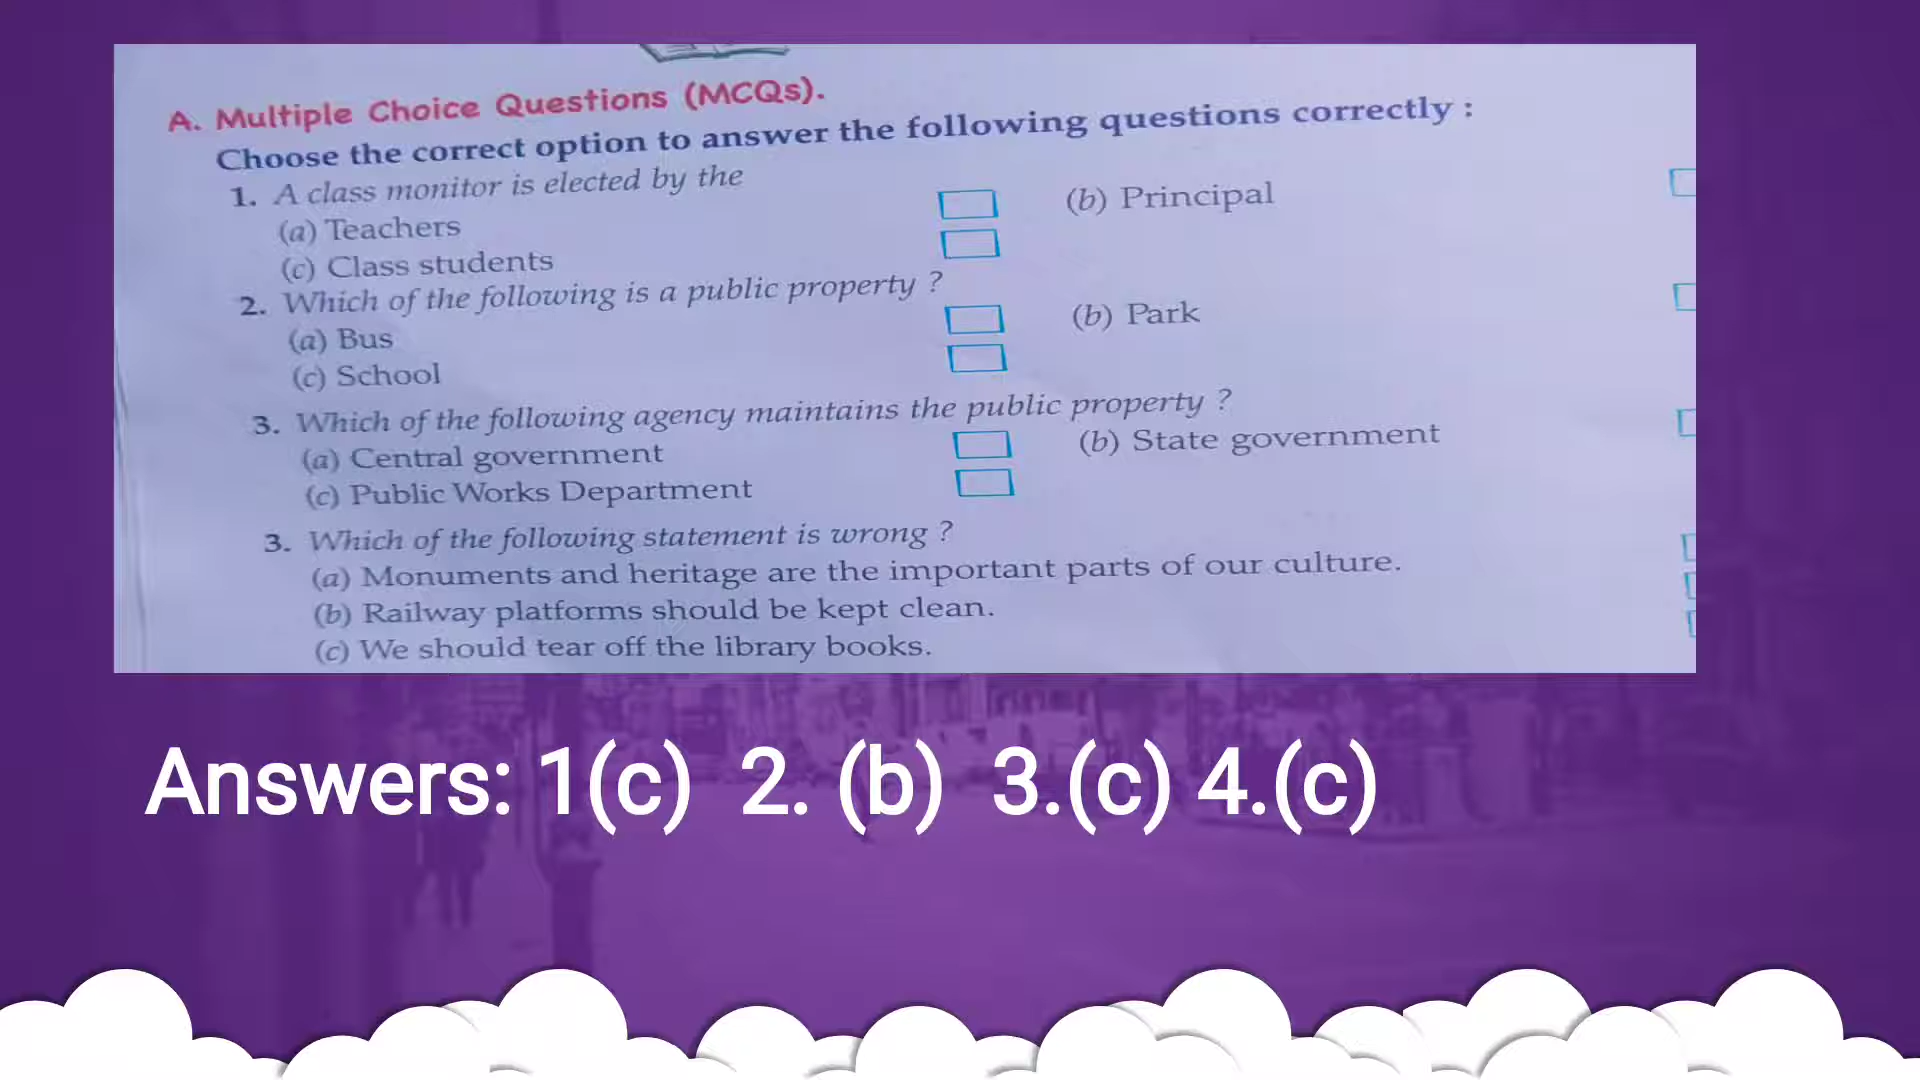 A. Multiple Choice Questions (MCQs).
Choose the correct option to answer the following questions correctly :
1. A class monitor is elected by the
(a) Teachers (b) Principal
(c) Class students
2. Which of the following is a public property ?
(a) Bus (b) Park
(c) School
3. Which of the following agency maintains the public property ?
(a) Central government (b) State government
(c) Public Works Department
3. Which of the following statement is wrong ?
(a) Monuments and heritage are the important parts of our culture.
(b) Railway platforms should be kept clean.
(c) We should tear off the library books.
Answers: 1(c) 2. (b) 3.(c) 4.(c)